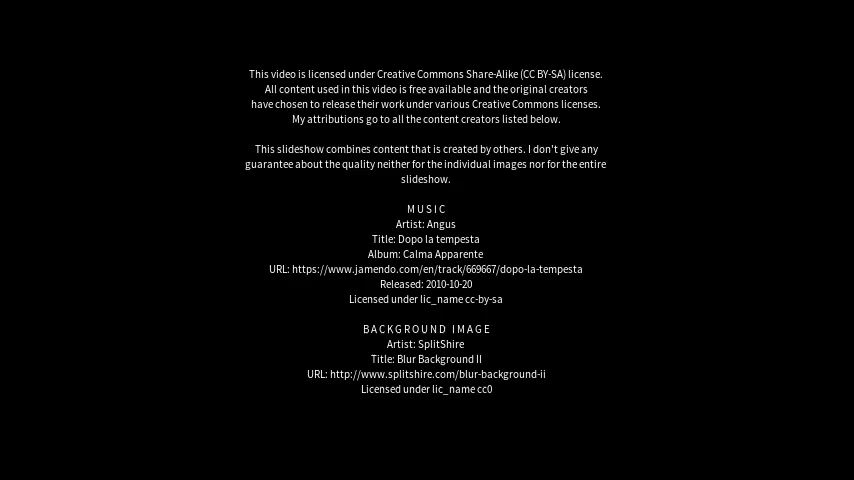 This video is licensed under Creative Commons Share-Alike (CC BY-SA) license.
All content used in this video is free available and the original creators
have chosen to release their work under various Creative Commons licenses.
My attributions go to all the content creators listed below.
This slideshow combines content that is created by others. I don't give any
guarantee about the quality neither for the individual images nor for the entire
slideshow.
MUSIC
Artist: Angus
Title: Dopo la tempesta
Album: Calma Apparente
URL: https://www.jamendo.com/en/track/669667/dopo-la-tempesta
Released: 2010-10-20
Licensed under lic_name cc-by-sa
BACKGROUND IMAGE
Artist: SplitShire
Title: Blur Background II
URL: http://www.splitshire.com/blur-background-ii
Licensed under lic_name cc0